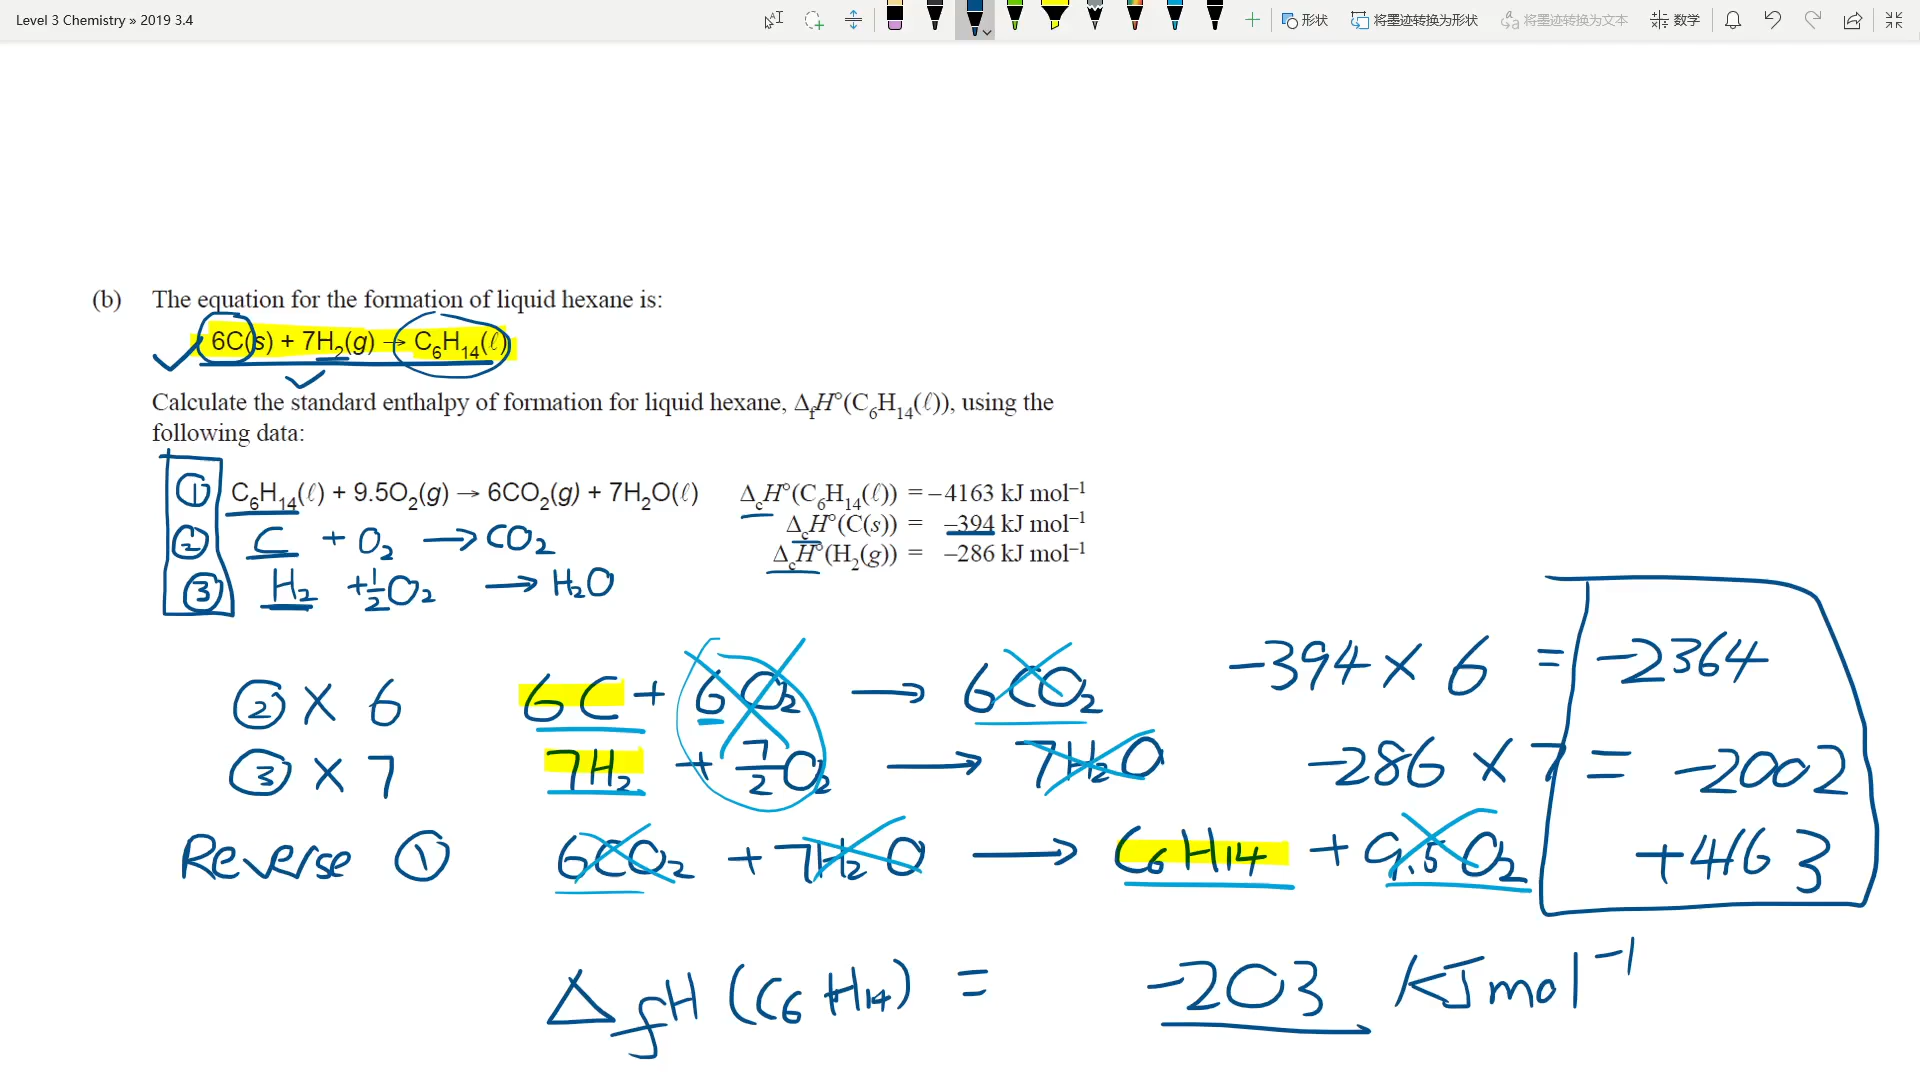 Level 3 Chemistry » 2019 3.4
形状 将墨迹转换为形状 将墨迹转换为文本 数学
(b) The equation for the formation of liquid hexane is:
6C(s) + 7H₂(g) → C₆H₁₄(ℓ)
Calculate the standard enthalpy of formation for liquid hexane, ΔfH°(C₆H₁₄(ℓ)), using the
following data:
① C₆H₁₄(ℓ) + 9.5O₂(g) → 6CO₂(g) + 7H₂O(ℓ) ΔcH°(C₆H₁₄(ℓ)) = –4163 kJ mol⁻¹
② C + O₂ → CO₂ ΔcH°(C(s)) = –394 kJ mol⁻¹
③ H₂ + ½O₂ → H₂O ΔcH°(H₂(g)) = –286 kJ mol⁻¹
② × 6 6C + 6O₂ → 6CO₂ -394 × 6 = -2364
③ × 7 7H₂ + 7/2 O₂ → 7H₂O -286 × 7 = -2002
Reverse ① 6CO₂ + 7H₂O → C₆H₁₄ + 9.5O₂ +4163
ΔfH (C₆H₁₄) = -203 kJmol⁻¹